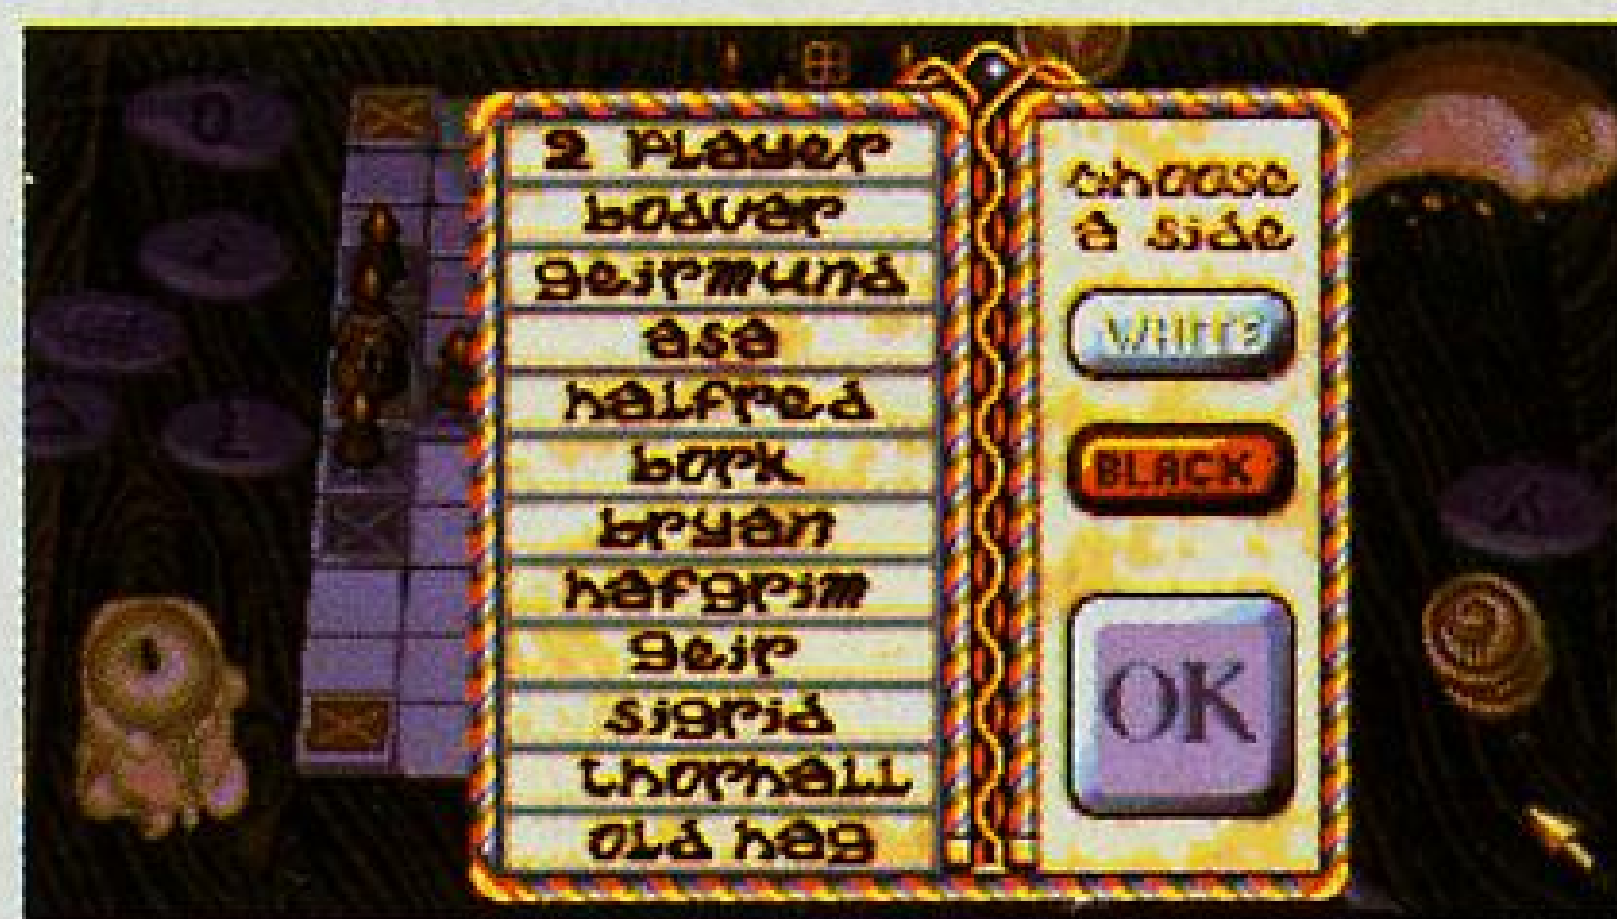 2 Player
bodvar
geirmund
asa
halfred
bork
bryan
hafgrim
geir
sigrid
thorhall
old hag
choose
a side
WHITE
BLACK
OK